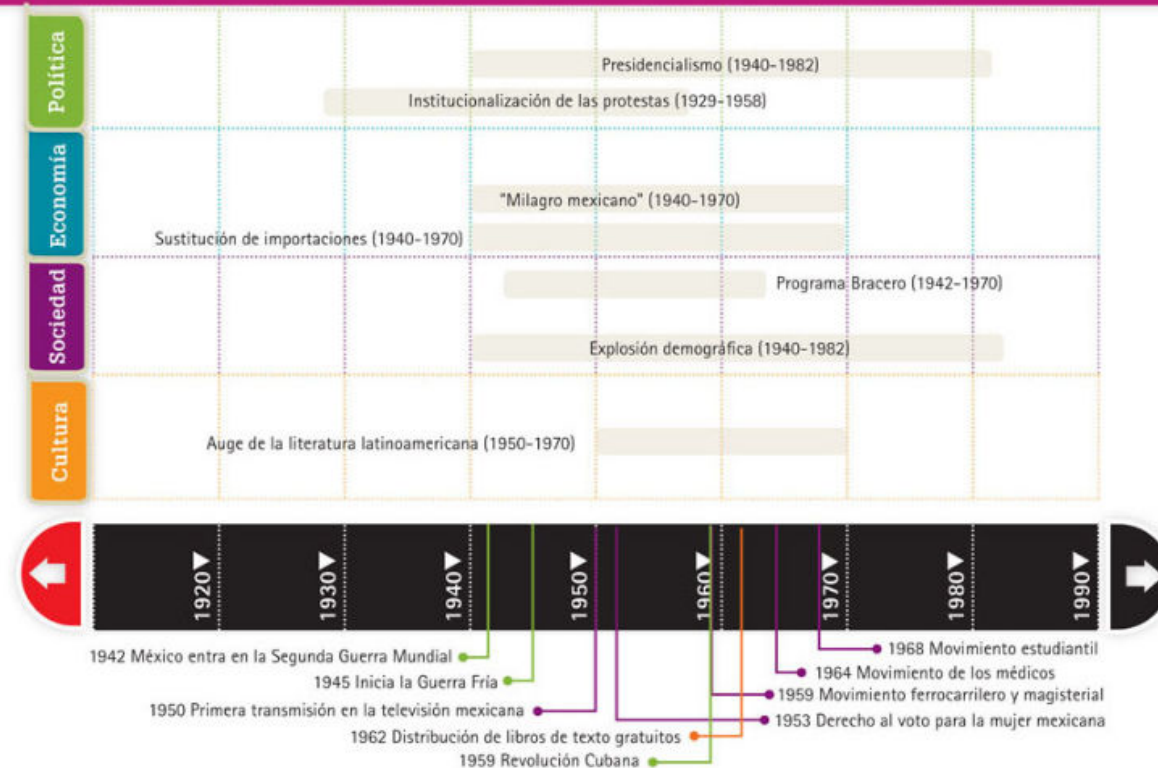 Política
Presidencialismo (1940-1982)
Institucionalización de las protestas (1929-1958)
Economía
"Milagro mexicano" (1940-1970)
Sustitución de importaciones (1940-1970)
Sociedad
Programa Bracero (1942-1970)
Explosión demográfica (1940-1982)
Cultura
Auge de la literatura latinoamericana (1950-1970)
1920
1930
1940
1950
1960
1970
1980
1990
1942 México entra en la Segunda Guerra Mundial
1945 Inicia la Guerra Fría
1950 Primera transmisión en la televisión mexicana
1962 Distribución de libros de texto gratuitos
1959 Revolución Cubana
1968 Movimiento estudiantil
1964 Movimiento de los médicos
1959 Movimiento ferrocarrilero y magisterial
1953 Derecho al voto para la mujer mexicana